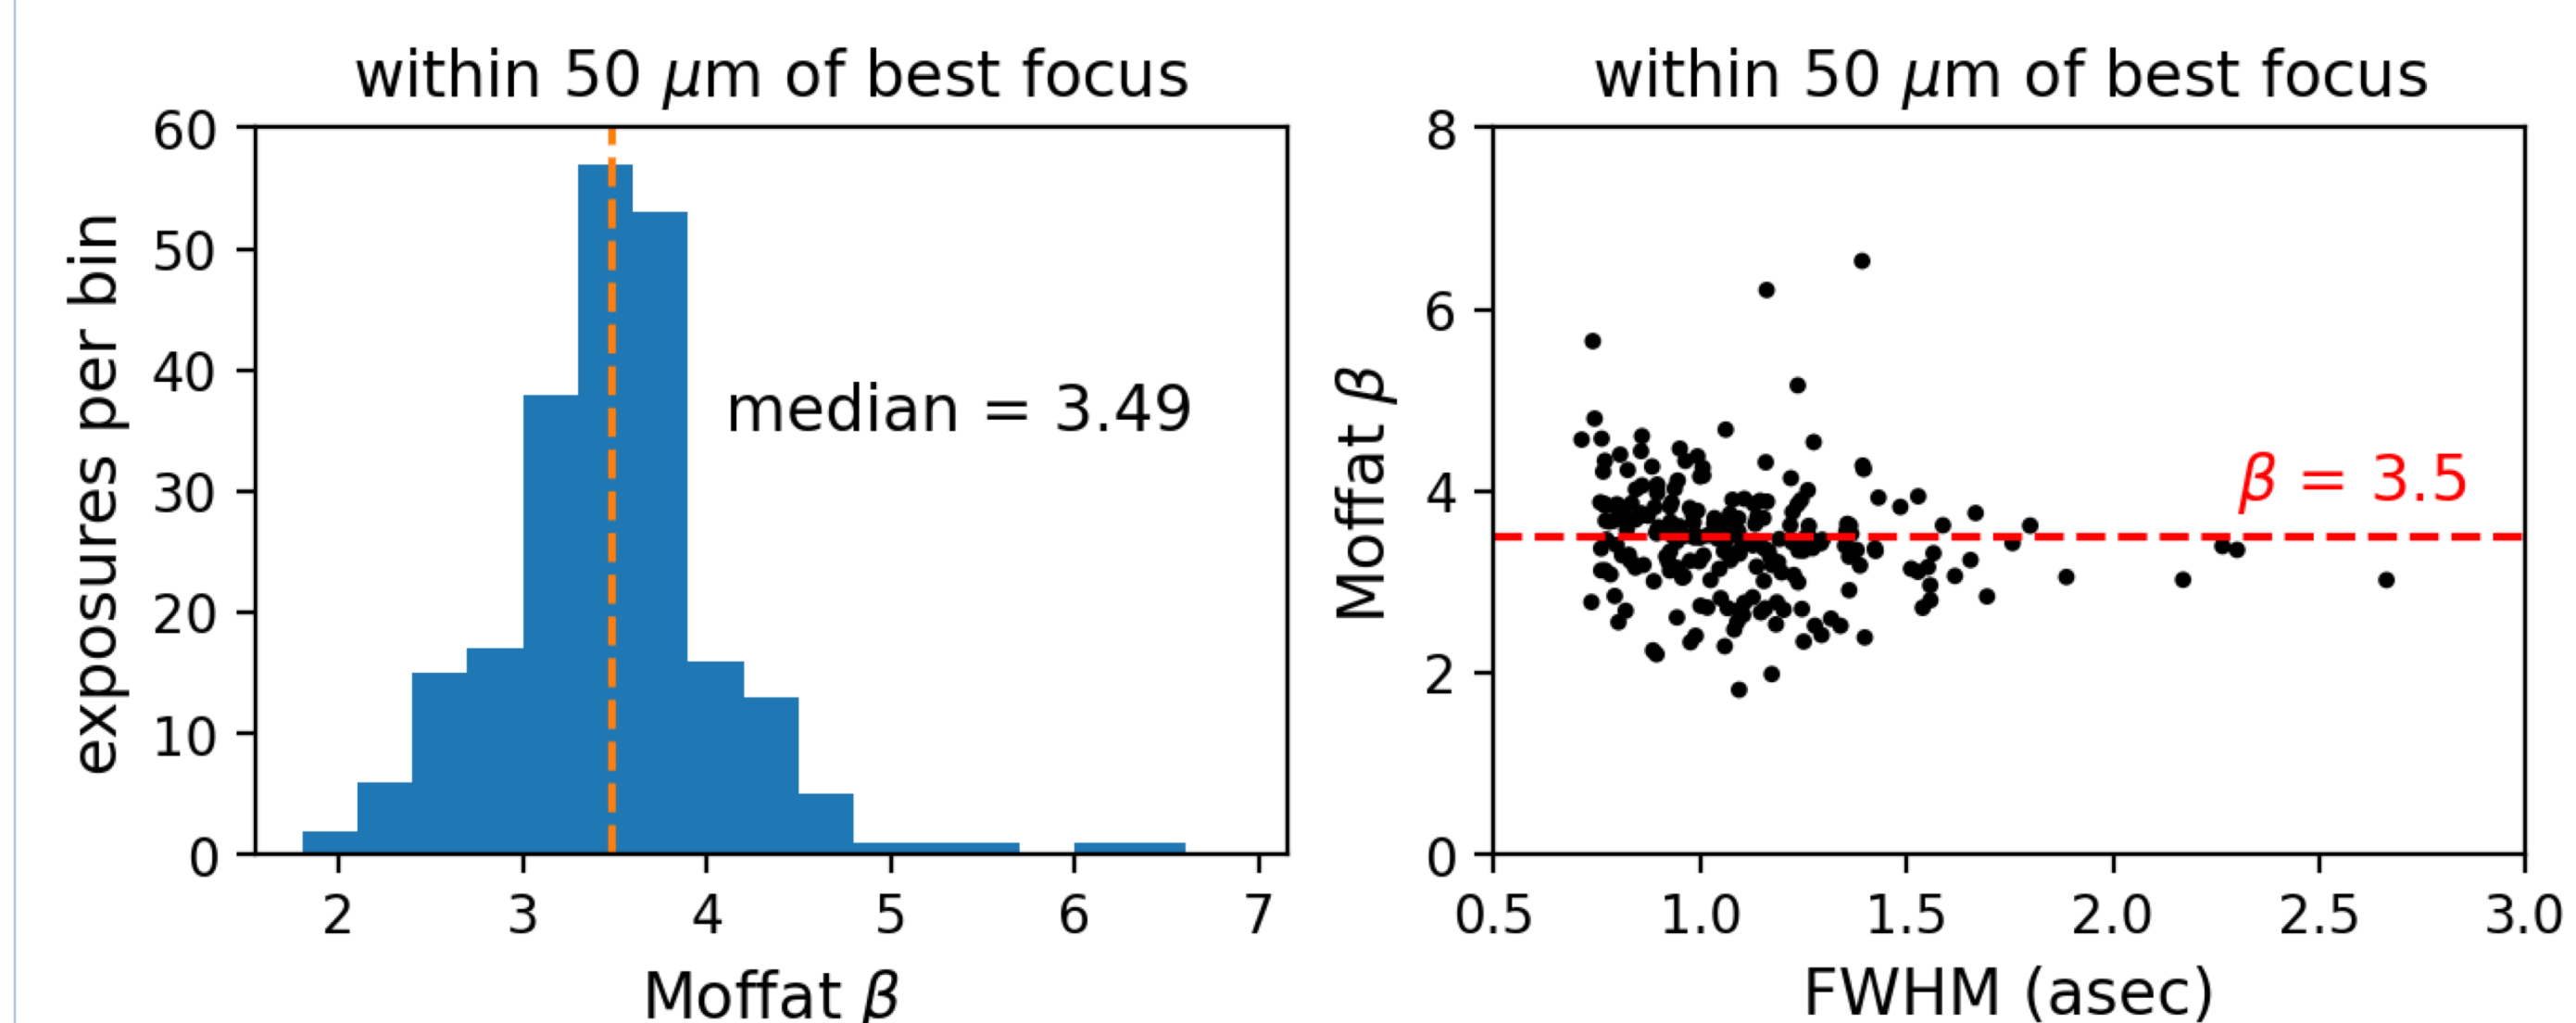 within 50 μm of best focus
60
50
40
30
20
10
0
exposures per bin
median = 3.49
2 3 4 5 6 7
Moffat β
within 50 μm of best focus
8
6
4
2
0
Moffat β
β = 3.5
0.5 1.0 1.5 2.0 2.5 3.0
FWHM (asec)